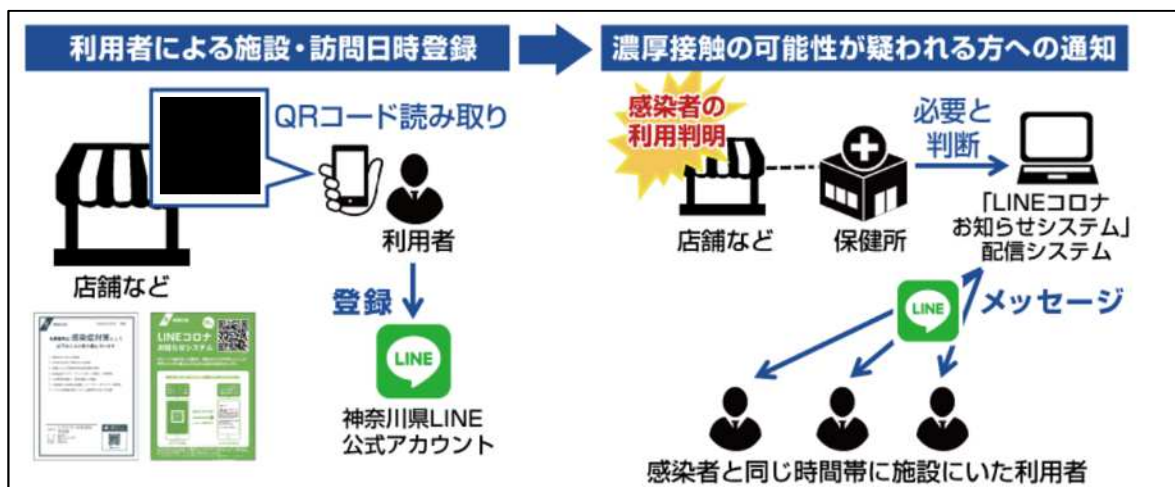 利用者による施設・訪問日時登録
濃厚接触の可能性が疑われる方への通知
QRコード読み取り
利用者
店舗など
登録
LINE
神奈川県LINE
公式アカウント
感染症対策
LINEコロナ
お知らせシステム
感染者の
利用判明
店舗など
保健所
必要と
判断
「LINEコロナ
お知らせシステム」
配信システム
LINE
メッセージ
感染者と同じ時間帯に施設にいた利用者